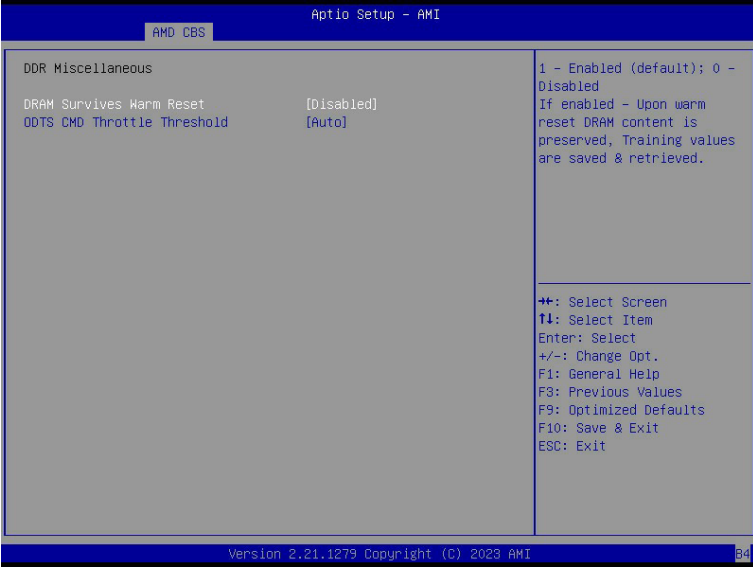 Aptio Setup – AMI
AMD CBS
DDR Miscellaneous
DRAM Survives Warm Reset [Disabled]
ODTS CMD Throttle Threshold [Auto]
1 – Enabled (default); 0 –
Disabled
If enabled – Upon warm
reset DRAM content is
preserved, Training values
are saved & retrieved.
→←: Select Screen
↑↓: Select Item
Enter: Select
+/-: Change Opt.
F1: General Help
F3: Previous Values
F9: Optimized Defaults
F10: Save & Exit
ESC: Exit
Version 2.21.1279 Copyright (C) 2023 AMI
B4